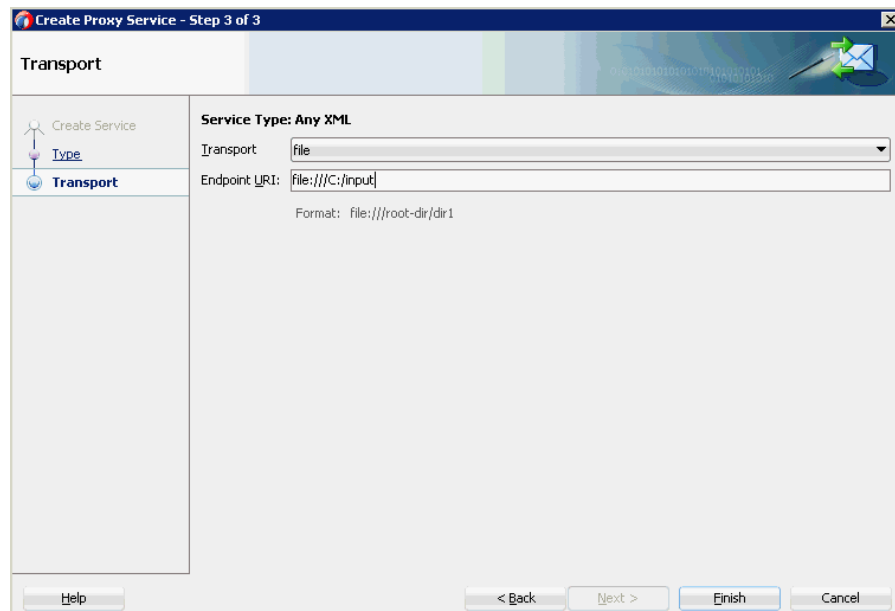 Create Proxy Service - Step 3 of 3
Transport
Create Service
Type
Transport
Service Type: Any XML
Transport file
Endpoint URI: file:///C:/input
Format: file:///root-dir/dir1
Help < Back Next > Finish Cancel